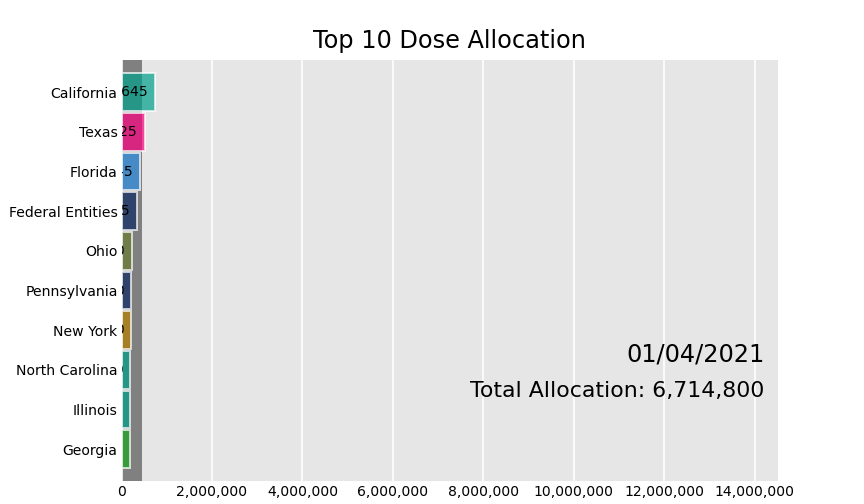 Top 10 Dose Allocation
California 645
Texas 25
Florida 5
Federal Entities 5
Ohio
Pennsylvania
New York
North Carolina
Illinois
Georgia
01/04/2021
Total Allocation: 6,714,800
0 2,000,000 4,000,000 6,000,000 8,000,000 10,000,000 12,000,000 14,000,000